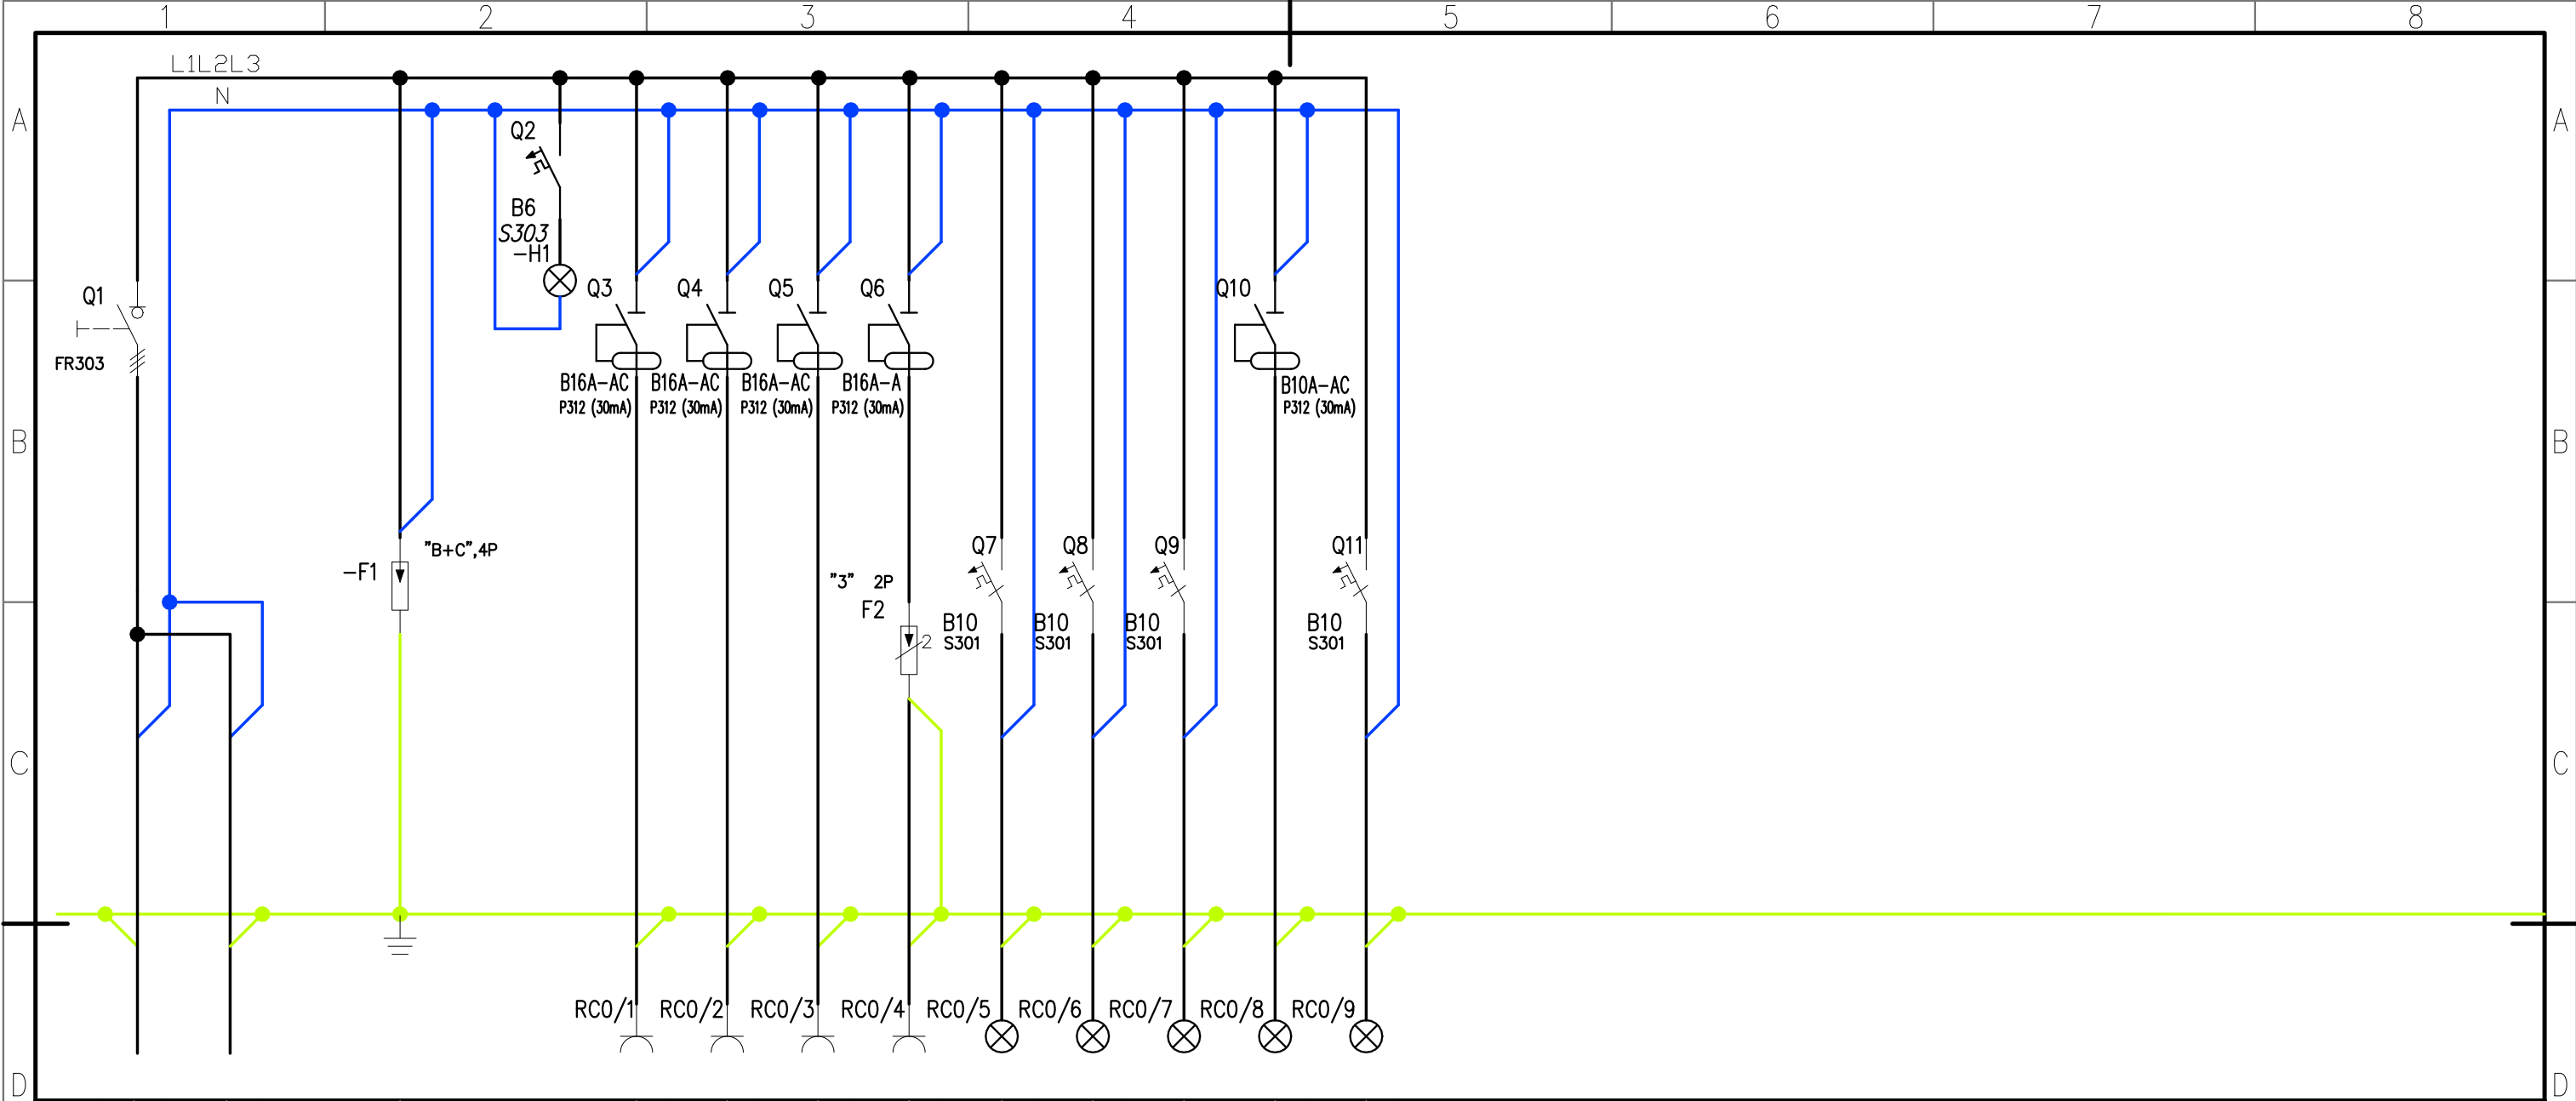 1 2 3 4 5 6 7 8
L1L2L3
N
A A
Q2
B6
S303
-H1
Q1
FR303
Q3 Q4 Q5 Q6 Q10
B16A-AC B16A-AC B16A-AC B16A-A B10A-AC
P312 (30mA) P312 (30mA) P312 (30mA) P312 (30mA) P312 (30mA)
B B
"B+C",4P
-F1
Q7 Q8 Q9 Q11
"3" 2P
F2
2
B10 B10 B10 B10
S301 S301 S301 S301
C C
RC0/1 RC0/2 RC0/3 RC0/4 RC0/5 RC0/6 RC0/7 RC0/8 RC0/9
D D